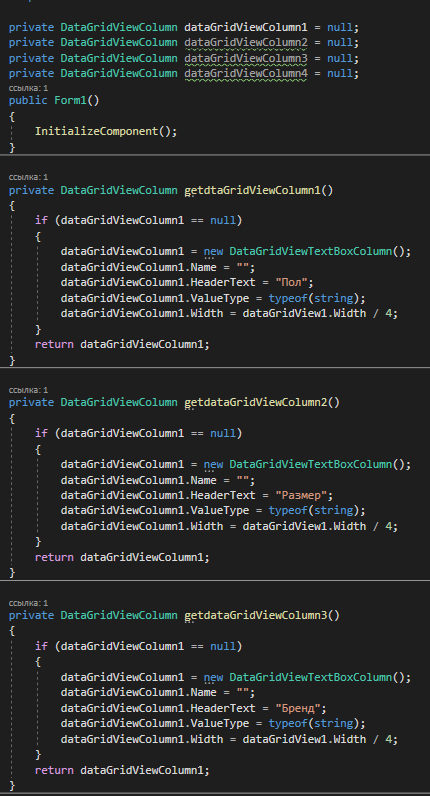 private DataGridViewColumn dataGridViewColumn1 = null;
private DataGridViewColumn dataGridViewColumn2 = null;
private DataGridViewColumn dataGridViewColumn3 = null;
private DataGridViewColumn dataGridViewColumn4 = null;
ссылка: 1
public Form1()
{
InitializeComponent();
}
ссылка: 1
private DataGridViewColumn getdtaGridViewColumn1()
{
if (dataGridViewColumn1 == null)
{
dataGridViewColumn1 = new DataGridViewTextBoxColumn();
dataGridViewColumn1.Name = "";
dataGridViewColumn1.HeaderText = "Пол";
dataGridViewColumn1.ValueType = typeof(string);
dataGridViewColumn1.Width = dataGridView1.Width / 4;
}
return dataGridViewColumn1;
}
ссылка: 1
private DataGridViewColumn getdataGridViewColumn2()
{
if (dataGridViewColumn1 == null)
{
dataGridViewColumn1 = new DataGridViewTextBoxColumn();
dataGridViewColumn1.Name = "";
dataGridViewColumn1.HeaderText = "Размер";
dataGridViewColumn1.ValueType = typeof(string);
dataGridViewColumn1.Width = dataGridView1.Width / 4;
}
return dataGridViewColumn1;
}
ссылка: 1
private DataGridViewColumn getdataGridViewColumn3()
{
if (dataGridViewColumn1 == null)
{
dataGridViewColumn1 = new DataGridViewTextBoxColumn();
dataGridViewColumn1.Name = "";
dataGridViewColumn1.HeaderText = "Бренд";
dataGridViewColumn1.ValueType = typeof(string);
dataGridViewColumn1.Width = dataGridView1.Width / 4;
}
return dataGridViewColumn1;
}